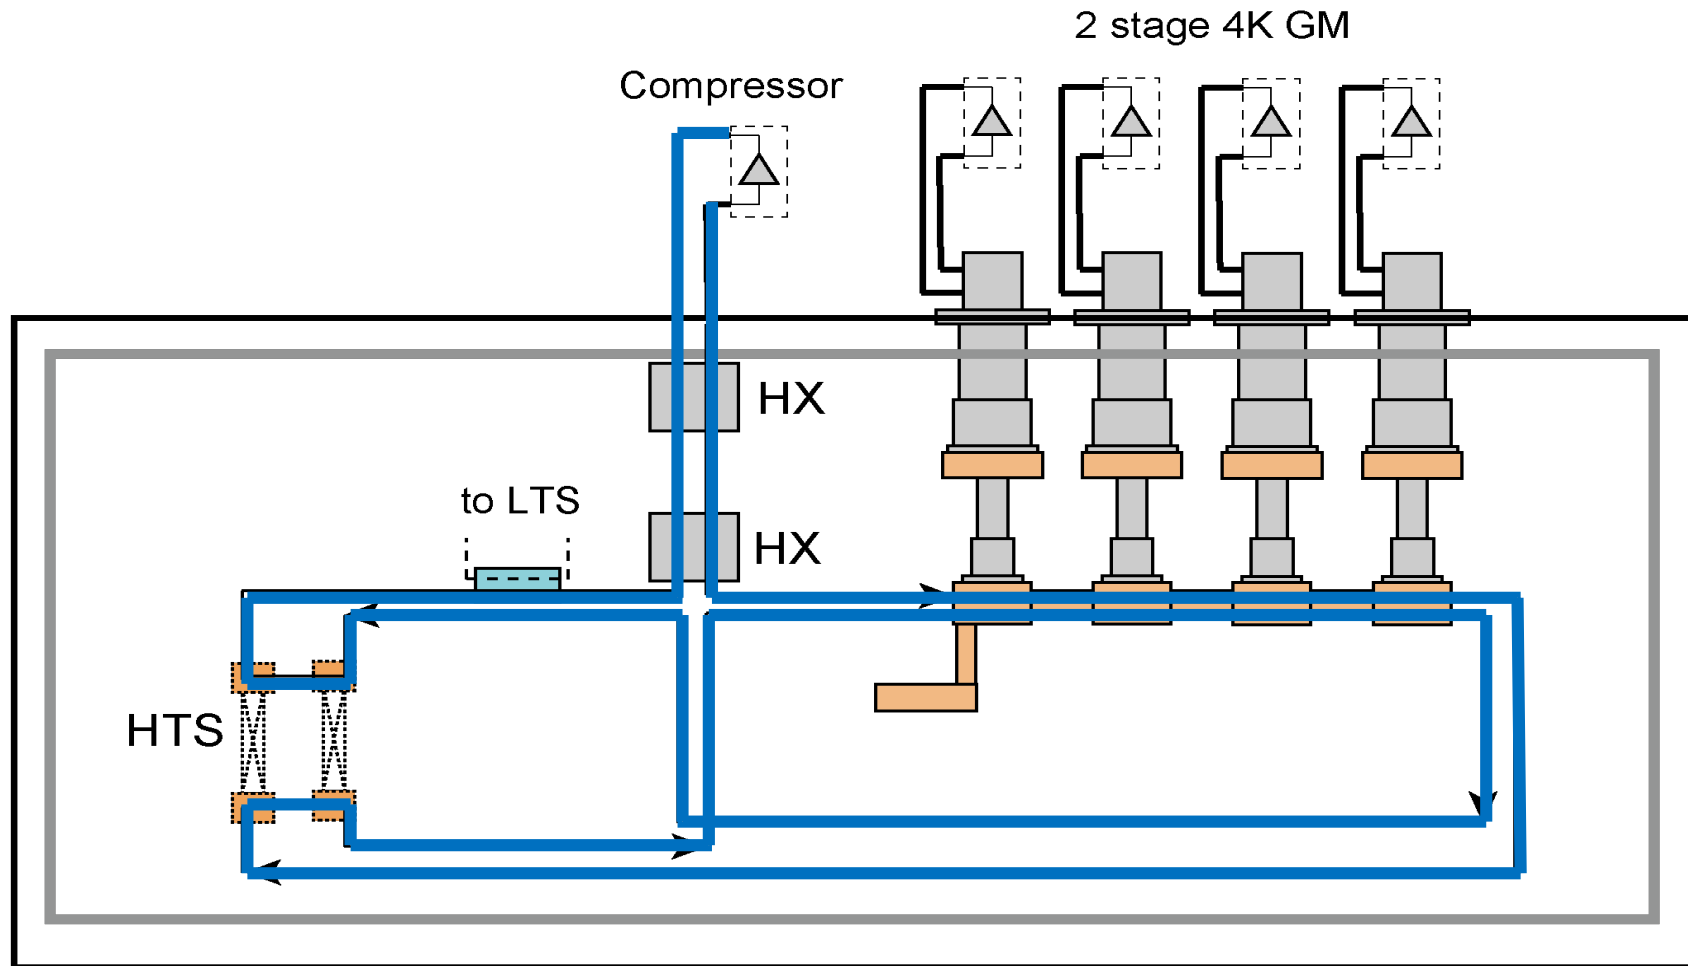 2 stage 4K GM
Compressor
HX
to LTS
HX
HTS